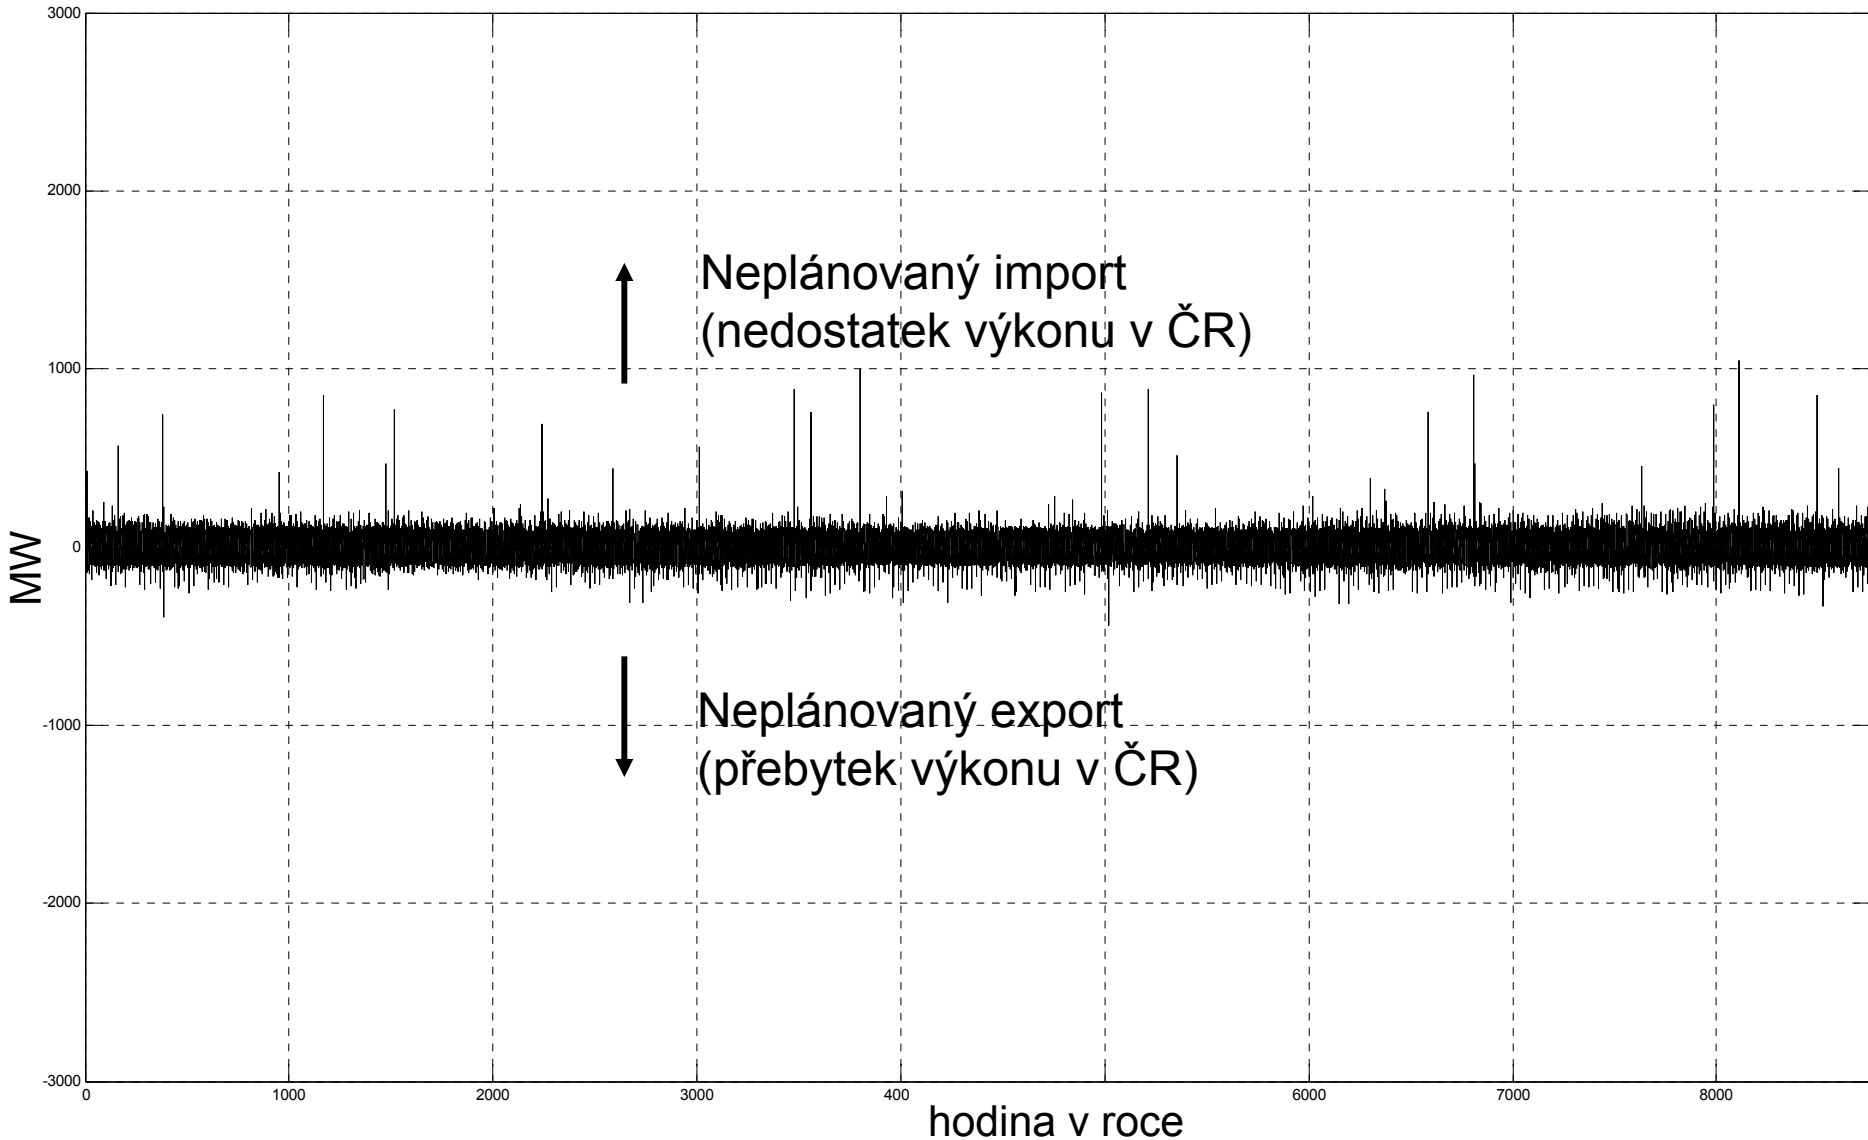 3000
2000
Neplánovaný import
(nedostatek výkonu v ČR)
1000
MW
0
Neplánovaný export
-1000
(přebytek výkonu v ČR)
-2000
-3000
0 1000 2000 3000 400 6000 7000 8000
hodina v roce